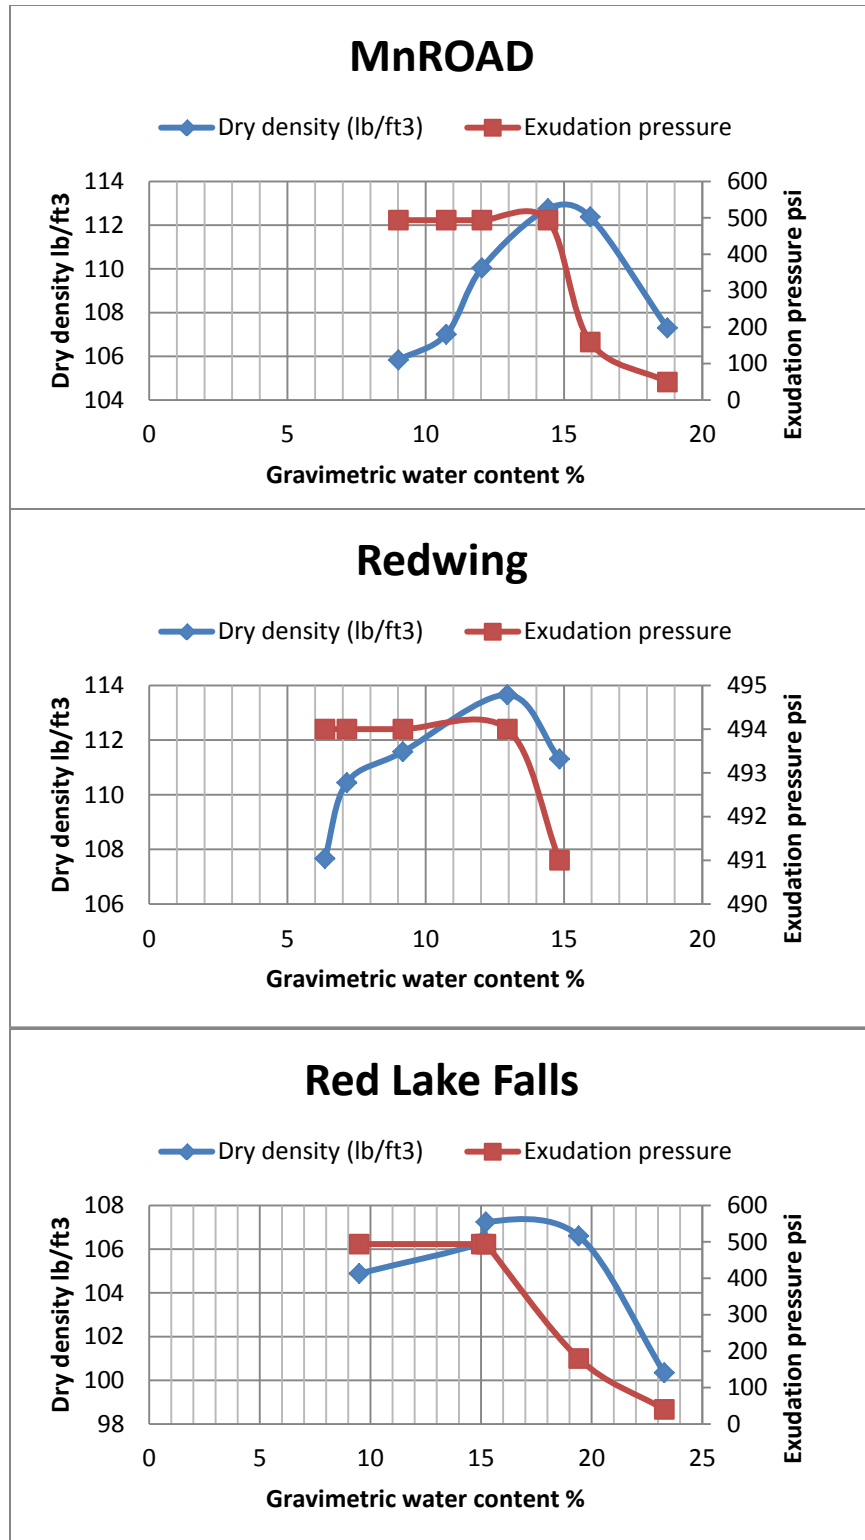 MnROAD
Dry density (lb/ft3) Exudation pressure
Dry density lb/ft3
114
112
110
108
106
104
600
500
400
300
200
100
0
Exudation pressure psi
0 5 10 15 20
Gravimetric water content %
Redwing
Dry density (lb/ft3) Exudation pressure
Dry density lb/ft3
114
112
110
108
106
495
494
493
492
491
490
Exudation pressure psi
0 5 10 15 20
Gravimetric water content %
Red Lake Falls
Dry density (lb/ft3) Exudation pressure
Dry density lb/ft3
108
106
104
102
100
98
600
500
400
300
200
100
0
Exudation pressure psi
0 5 10 15 20 25
Gravimetric water content %